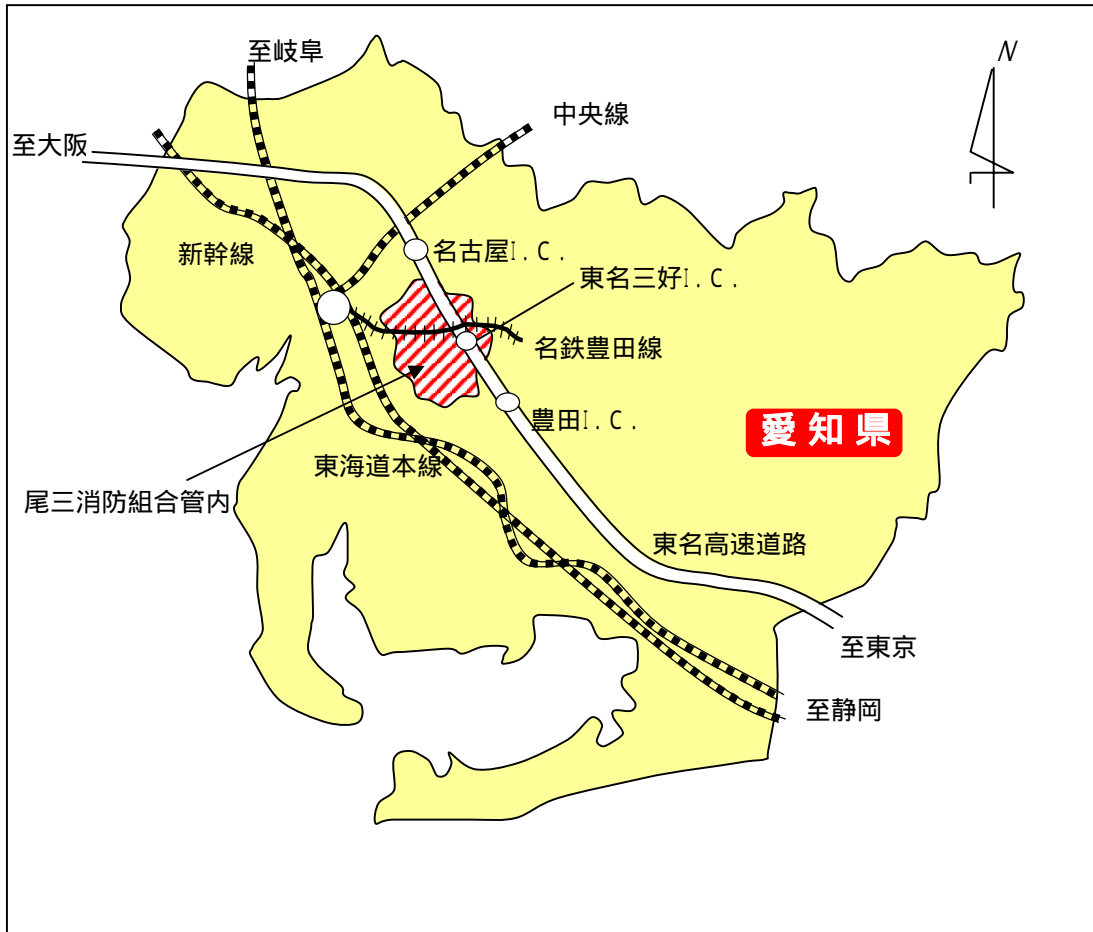 至岐阜
N
中央線
至大阪
新幹線
名古屋I.C.
東名三好I.C.
名鉄豊田線
豊田I.C.
愛知県
東海道本線
尾三消防組合管内
東名高速道路
至東京
至静岡